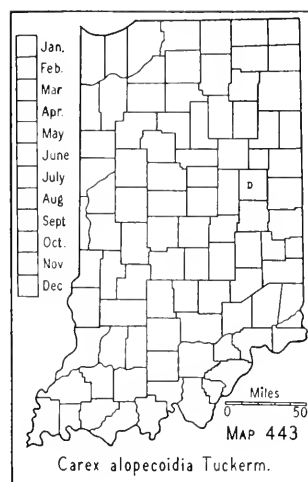 Jan.
Feb.
Mar
Apr.
May
June
July
Aug
Sept
Oct.
Nov
Dec
D
Miles
0 50
MAP 443
Carex alopecoidia Tuckerm.